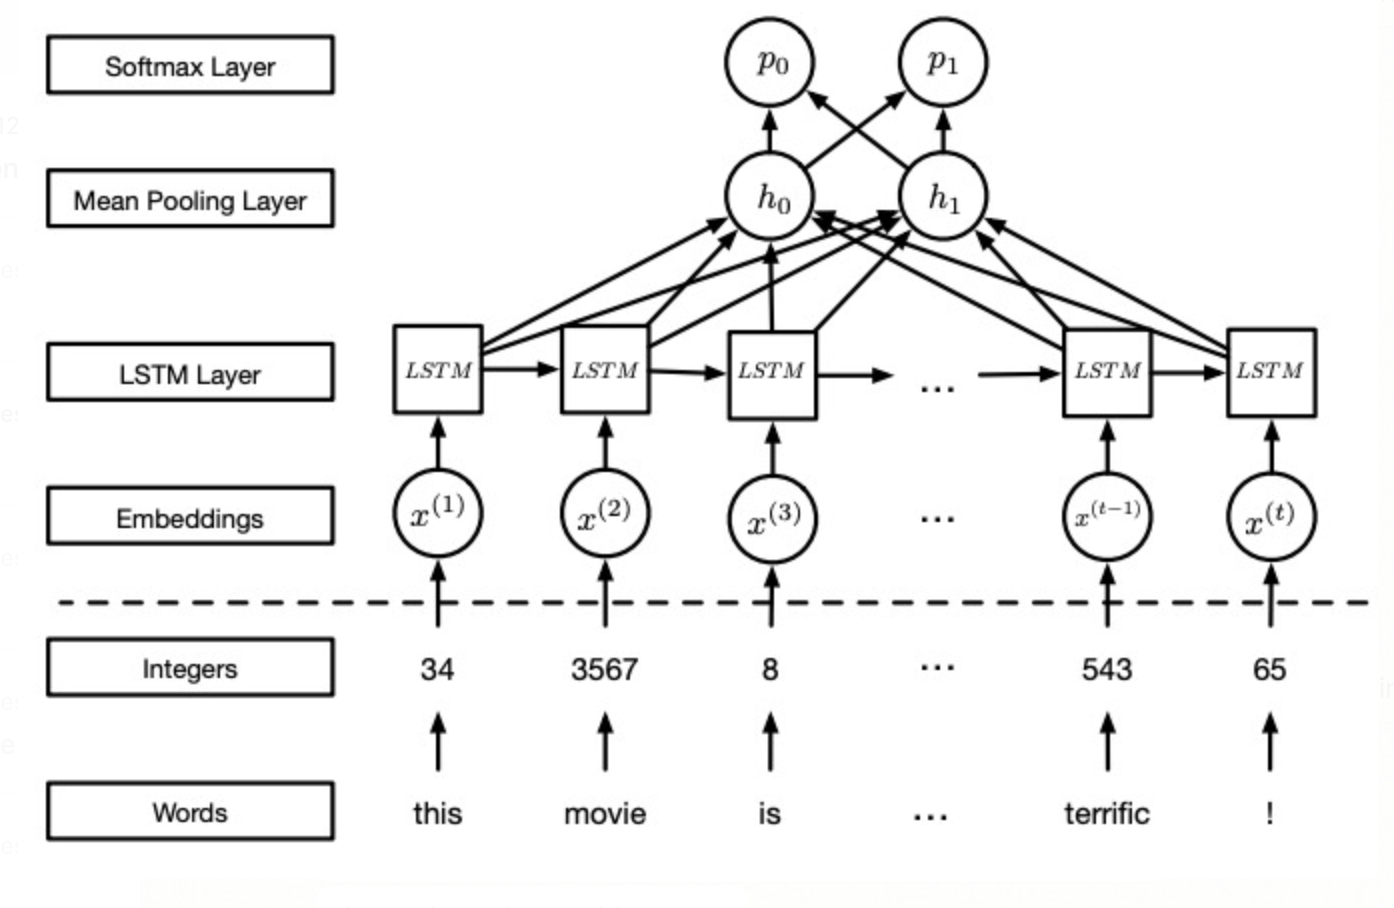 Softmax Layer p₀ p₁
Mean Pooling Layer h₀ h₁
LSTM Layer LSTM LSTM LSTM ... LSTM LSTM
Embeddings x⁽¹⁾ x⁽²⁾ x⁽³⁾ ... x⁽ᵗ⁻¹⁾ x⁽ᵗ⁾
Integers 34 3567 8 ... 543 65
Words this movie is ... terrific !